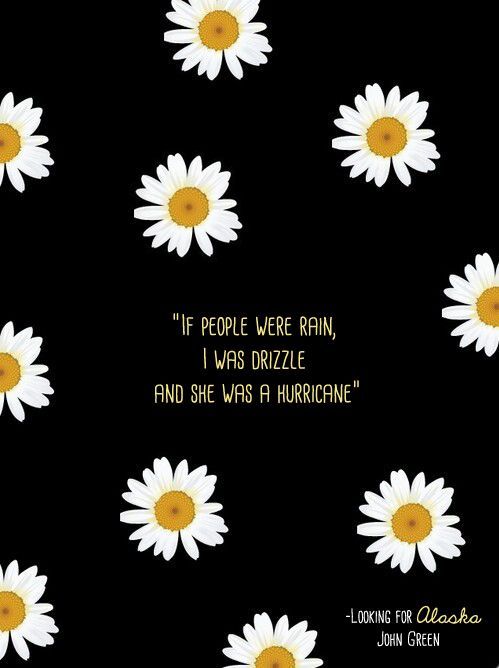 "If people were rain,
I was drizzle
and she was a hurricane"
-Looking for Alaska
John Green